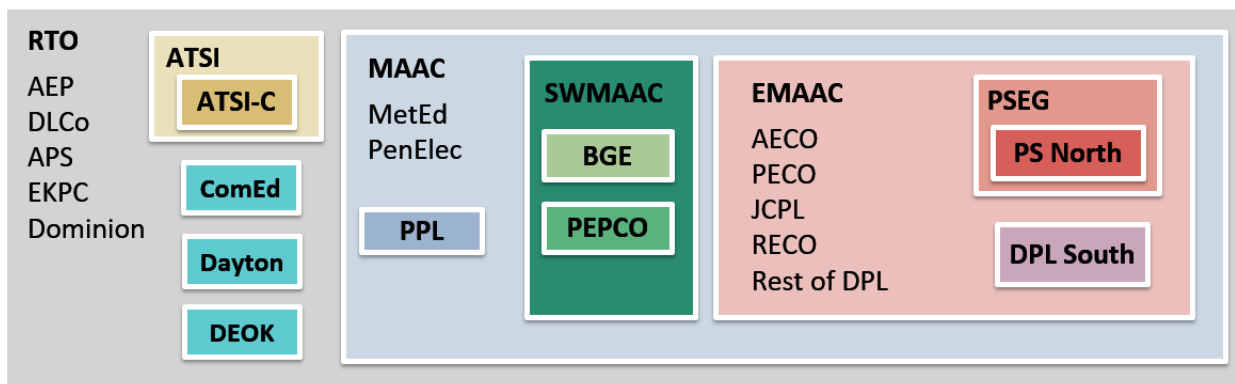 RTO
AEP
DLCo
APS
EKPC
Dominion
ATSI
ATSI-C
ComEd
Dayton
DEOK
MAAC
MetEd
PenElec
PPL
SWMAAC
BGE
PEPCO
EMAAC
AECO
PECO
JCPL
RECO
Rest of DPL
PSEG
PS North
DPL South